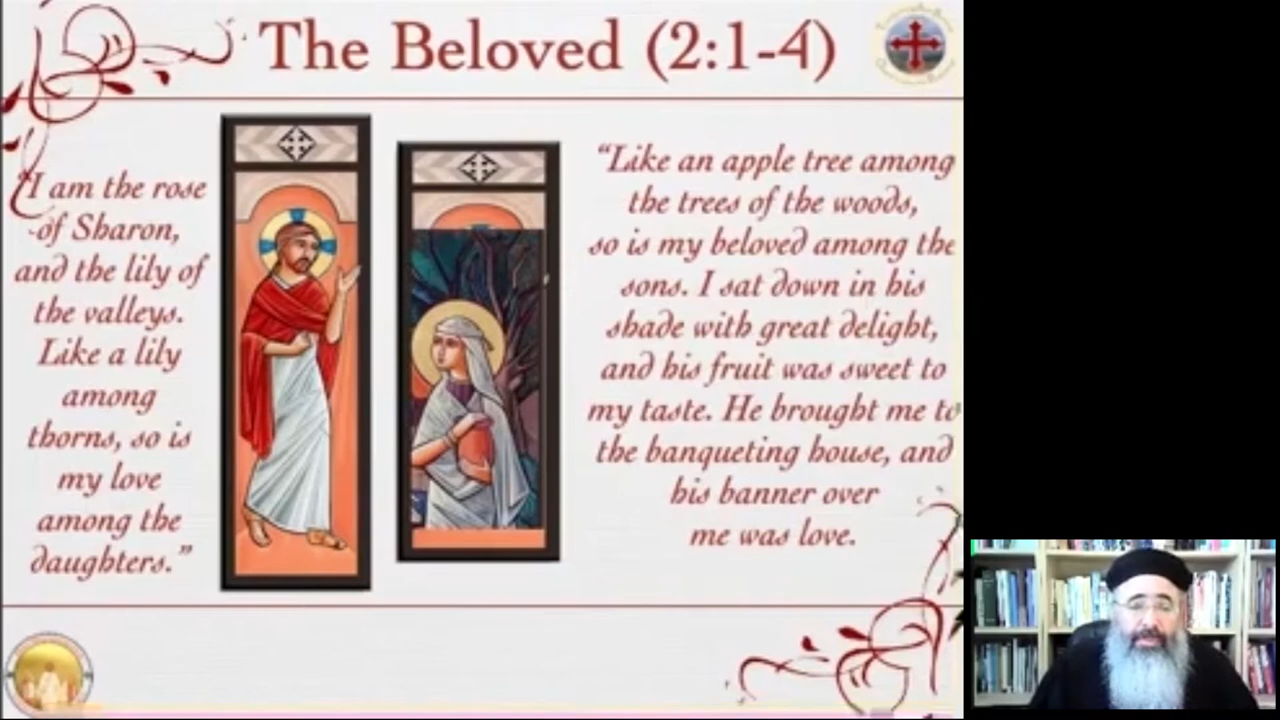 The Beloved (2:1-4)
"I am the rose
of Sharon,
and the lily of
the valleys.
Like a lily
among
thorns, so is
my love
among the
daughters."
"Like an apple tree among
the trees of the woods,
so is my beloved among the
sons. I sat down in his
shade with great delight,
and his fruit was sweet to
my taste. He brought me to
the banqueting house, and
his banner over
me was love.